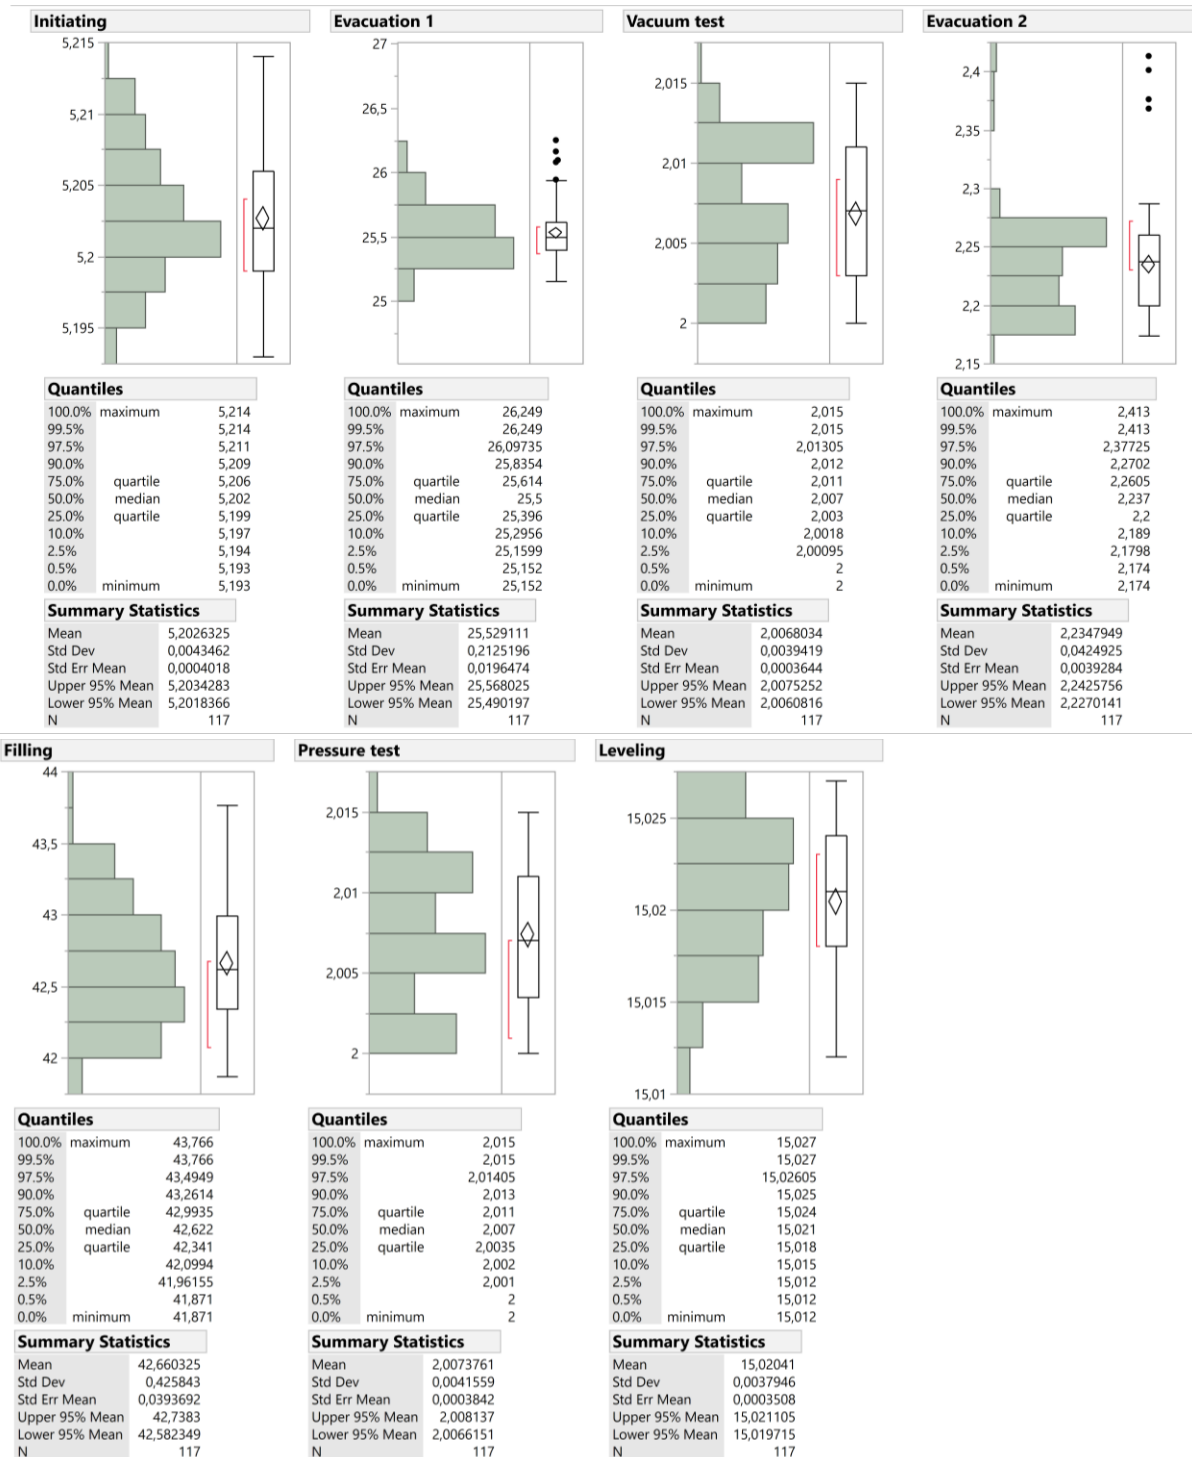 Initiating
5,215
5,21
5,205
5,2
5,195
Quantiles
100.0% maximum 5,214
99.5% 5,214
97.5% 5,211
90.0% 5,209
75.0% quartile 5,206
50.0% median 5,202
25.0% quartile 5,199
10.0% 5,197
2.5% 5,194
0.5% 5,193
0.0% minimum 5,193
Summary Statistics
Mean 5,2026325
Std Dev 0,0043462
Std Err Mean 0,0004018
Upper 95% Mean 5,2034283
Lower 95% Mean 5,2018366
N 117
Evacuation 1
27
26,5
26
25,5
25
Quantiles
100.0% maximum 26,249
99.5% 26,249
97.5% 26,09735
90.0% 25,8354
75.0% quartile 25,614
50.0% median 25,5
25.0% quartile 25,396
10.0% 25,2956
2.5% 25,1599
0.5% 25,152
0.0% minimum 25,152
Summary Statistics
Mean 25,529111
Std Dev 0,2125196
Std Err Mean 0,0196474
Upper 95% Mean 25,568025
Lower 95% Mean 25,490197
N 117
Vacuum test
2,015
2,01
2,005
2
Quantiles
100.0% maximum 2,015
99.5% 2,015
97.5% 2,01305
90.0% 2,012
75.0% quartile 2,011
50.0% median 2,007
25.0% quartile 2,003
10.0% 2,0018
2.5% 2,00095
0.5% 2
0.0% minimum 2
Summary Statistics
Mean 2,0068034
Std Dev 0,0039419
Std Err Mean 0,0003644
Upper 95% Mean 2,0075252
Lower 95% Mean 2,0060816
N 117
Evacuation 2
2,4
2,35
2,3
2,25
2,2
2,15
Quantiles
100.0% maximum 2,413
99.5% 2,413
97.5% 2,37725
90.0% 2,2702
75.0% quartile 2,2605
50.0% median 2,237
25.0% quartile 2,2
10.0% 2,189
2.5% 2,1798
0.5% 2,174
0.0% minimum 2,174
Summary Statistics
Mean 2,2347949
Std Dev 0,0424925
Std Err Mean 0,0039284
Upper 95% Mean 2,2425756
Lower 95% Mean 2,2270141
N 117
Filling
44
43,5
43
42,5
42
Quantiles
100.0% maximum 43,766
99.5% 43,766
97.5% 43,4949
90.0% 43,2614
75.0% quartile 42,9935
50.0% median 42,622
25.0% quartile 42,341
10.0% 42,0994
2.5% 41,96155
0.5% 41,871
0.0% minimum 41,871
Summary Statistics
Mean 42,660325
Std Dev 0,425843
Std Err Mean 0,0393692
Upper 95% Mean 42,7383
Lower 95% Mean 42,582349
N 117
Pressure test
2,015
2,01
2,005
2
Quantiles
100.0% maximum 2,015
99.5% 2,015
97.5% 2,01405
90.0% 2,013
75.0% quartile 2,011
50.0% median 2,007
25.0% quartile 2,0035
10.0% 2,002
2.5% 2,001
0.5% 2
0.0% minimum 2
Summary Statistics
Mean 2,0073761
Std Dev 0,0041559
Std Err Mean 0,0003842
Upper 95% Mean 2,008137
Lower 95% Mean 2,0066151
N 117
Leveling
15,025
15,02
15,015
15,01
Quantiles
100.0% maximum 15,027
99.5% 15,027
97.5% 15,02605
90.0% 15,025
75.0% quartile 15,024
50.0% median 15,021
25.0% quartile 15,018
10.0% 15,015
2.5% 15,012
0.5% 15,012
0.0% minimum 15,012
Summary Statistics
Mean 15,02041
Std Dev 0,0037946
Std Err Mean 0,0003508
Upper 95% Mean 15,021105
Lower 95% Mean 15,019715
N 117